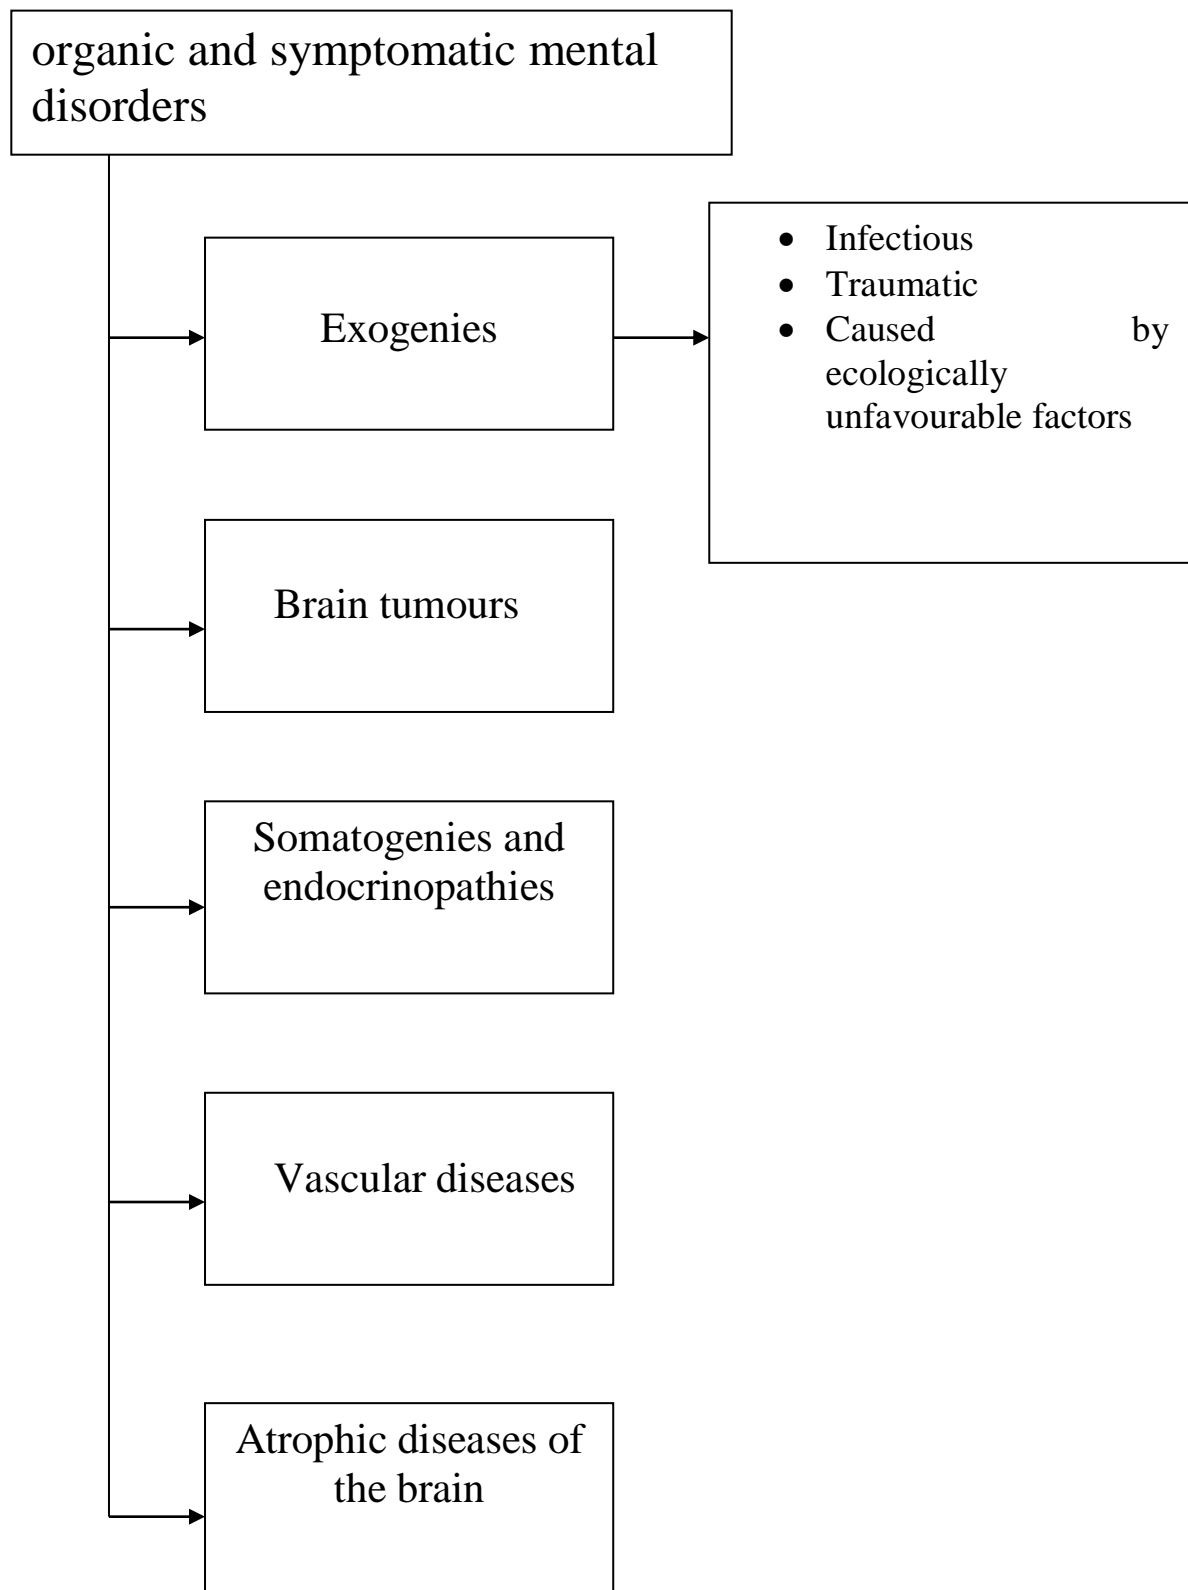 organic and symptomatic mental
disorders
Exogenies
• Infectious
• Traumatic
• Caused by
ecologically
unfavourable factors
Brain tumours
Somatogenies and
endocrinopathies
Vascular diseases
Atrophic diseases of
the brain